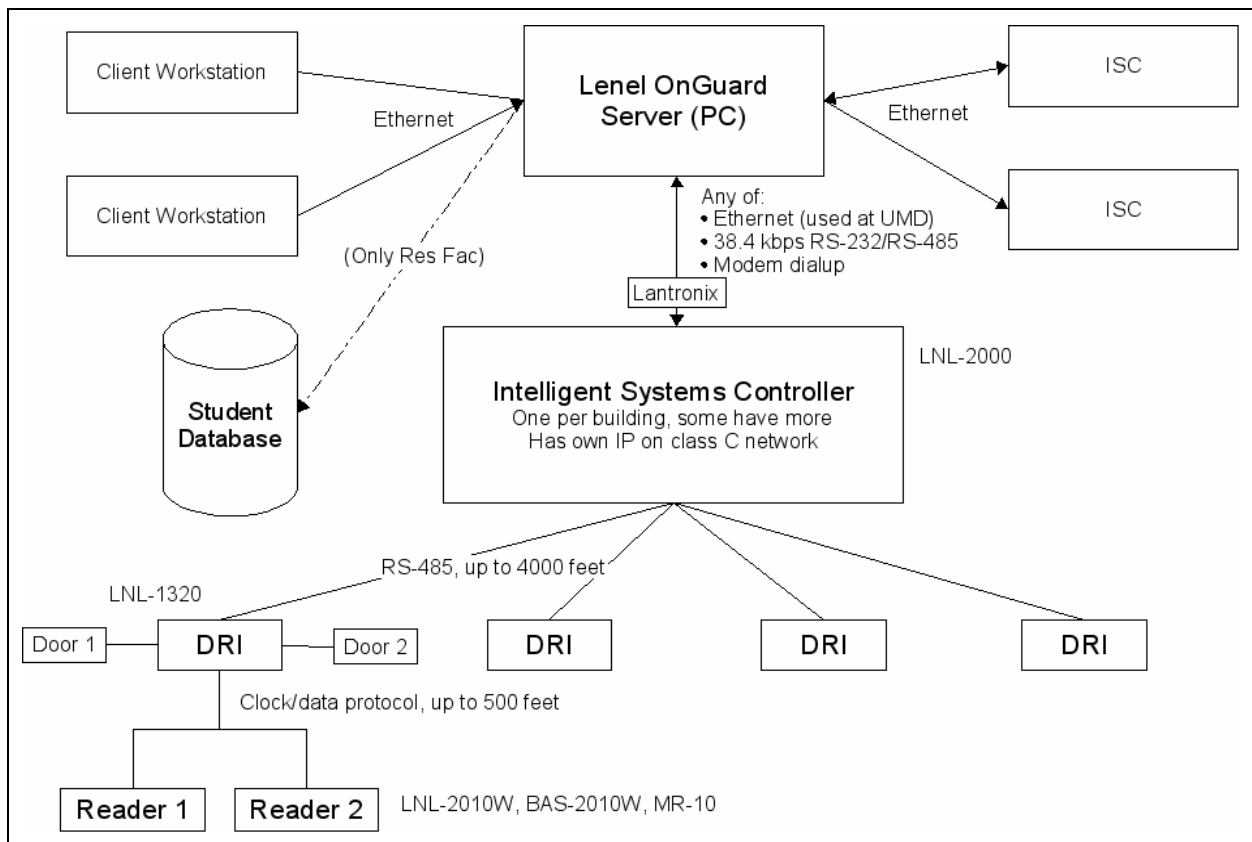 Client Workstation
Lenel OnGuard
Server (PC)
ISC
Ethernet
Ethernet
Client Workstation
Any of:
• Ethernet (used at UMD)
• 38.4 kbps RS-232/RS-485
• Modem dialup
ISC
(Only Res Fac)
Lantronix
LNL-2000
Intelligent Systems Controller
One per building, some have more
Has own IP on class C network
Student
Database
RS-485, up to 4000 feet
LNL-1320
Door 1
DRI
Door 2
DRI
DRI
DRI
Clock/data protocol, up to 500 feet
Reader 1
Reader 2
LNL-2010W, BAS-2010W, MR-10